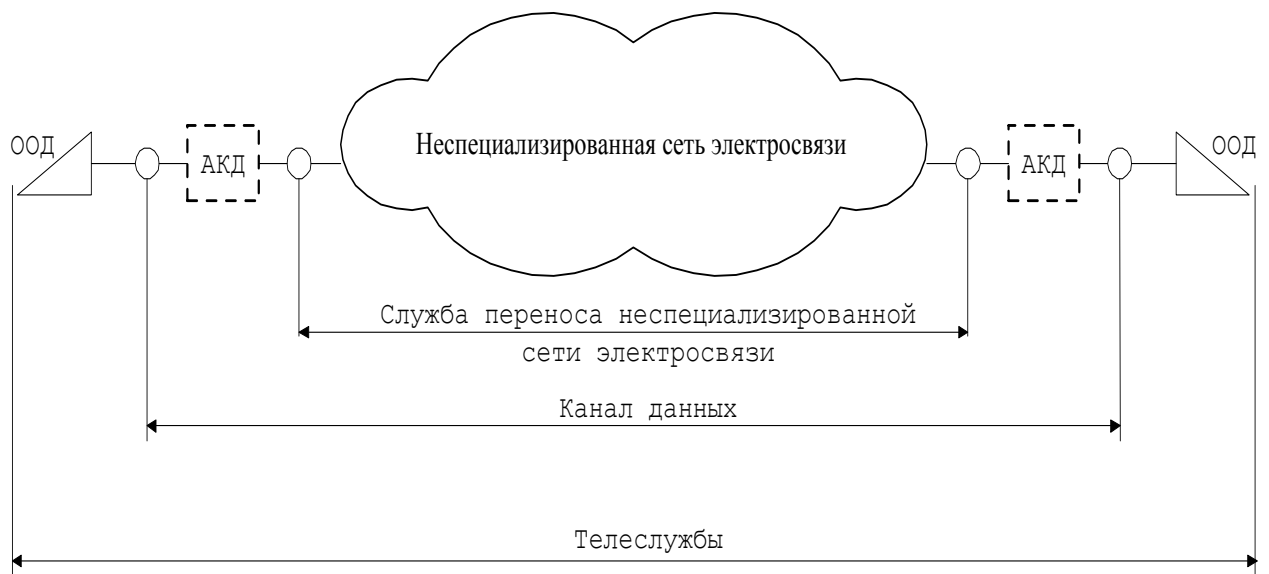 ООД
АКД
Неспециализированная сеть электросвязи
АКД
ООД
Служба переноса неспециализированной
сети электросвязи
Канал данных
Телеслужбы